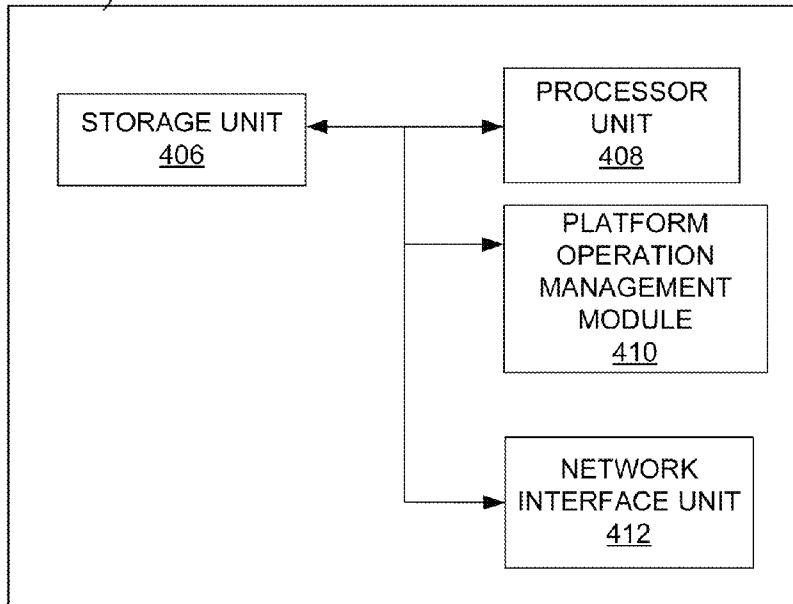 STORAGE UNIT
406
PROCESSOR
UNIT
408
PLATFORM
OPERATION
MANAGEMENT
MODULE
410
NETWORK
INTERFACE UNIT
412